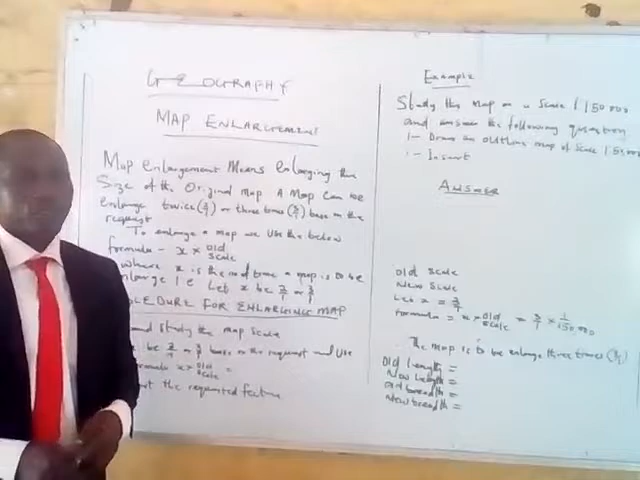 GEOGRAPHY
MAP ENLARGEMENT
Map enlargement Means enlarging the
Size of the Original map A Map can be
enlarge twice (2/1) or three times (3/1) base on the
request
To enlarge a map we use the below
formula - x × old scale
where x is the no of time a map is to be
enlarge i e Let x be 2/1 or 3/1
EDURE FOR ENLARGING MAP
and study the map scale
be 2/1 or 3/1 base on the request and Use
formula x × old scale =
the requested feature
Example
Study the map on a Scale 1:150 000
and answer the following question
1- Draw an outline map of Scale 1:50 000
:- Insert
ANSWER
Old Scale
New Scale
Let x = 3/1
Formula = x × old scale = 3/1 × 1/150 000
The map is to be enlarge three times (3/1)
Old length =
New length =
Old breadth =
New breadth =